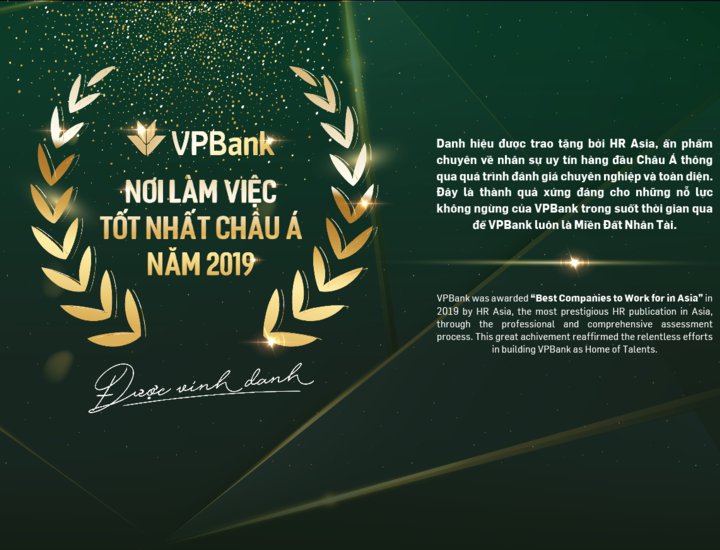 VPBank
NƠI LÀM VIỆC
TỐT NHẤT CHÂU Á
NĂM 2019
Được vinh danh
Danh hiệu được trao tặng bởi HR Asia, ấn phẩm
chuyên về nhân sự uy tín hàng đầu Châu Á thông
qua quá trình đánh giá chuyên nghiệp và toàn diện.
Đây là thành quả xứng đáng cho những nỗ lực
không ngừng của VPBank trong suốt thời gian qua
để VPBank luôn là Miền Đất Nhân Tài.
VPBank was awarded “Best Companies to Work for in Asia” in
2019 by HR Asia, the most prestigious HR publication in Asia,
through the professional and comprehensive assessment
process. This great achivement reaffirmed the relentless efforts
in building VPBank as Home of Talents.